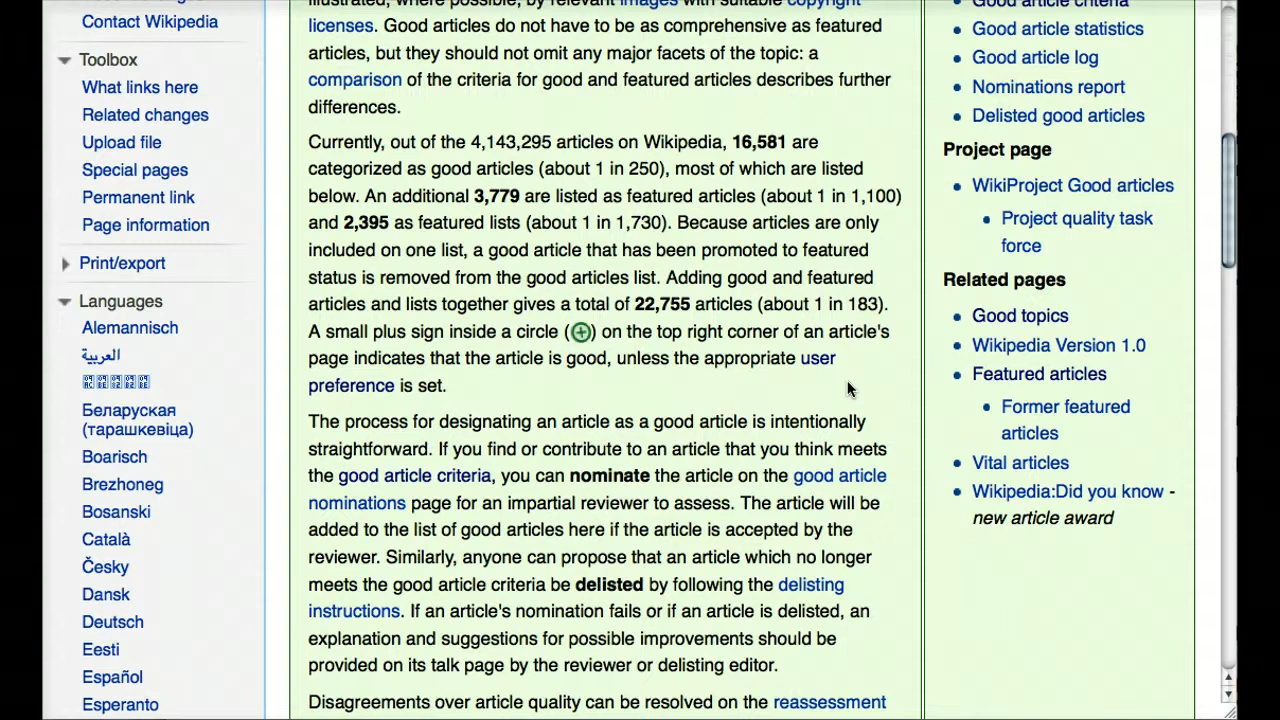 Contact Wikipedia
Toolbox
What links here
Related changes
Upload file
Special pages
Permanent link
Page information
Print/export
Languages
Alemannisch
العربية
Беларуская
(тарашкевіца)
Boarisch
Brezhoneg
Bosanski
Català
Česky
Dansk
Deutsch
Eesti
Español
Esperanto
illustrated, where possible, by relevant images with suitable copyright
licenses. Good articles do not have to be as comprehensive as featured
articles, but they should not omit any major facets of the topic: a
comparison of the criteria for good and featured articles describes further
differences.
Currently, out of the 4,143,295 articles on Wikipedia, 16,581 are
categorized as good articles (about 1 in 250), most of which are listed
below. An additional 3,779 are listed as featured articles (about 1 in 1,100)
and 2,395 as featured lists (about 1 in 1,730). Because articles are only
included on one list, a good article that has been promoted to featured
status is removed from the good articles list. Adding good and featured
articles and lists together gives a total of 22,755 articles (about 1 in 183).
A small plus sign inside a circle (⊕) on the top right corner of an article's
page indicates that the article is good, unless the appropriate user
preference is set.
The process for designating an article as a good article is intentionally
straightforward. If you find or contribute to an article that you think meets
the good article criteria, you can nominate the article on the good article
nominations page for an impartial reviewer to assess. The article will be
added to the list of good articles here if the article is accepted by the
reviewer. Similarly, anyone can propose that an article which no longer
meets the good article criteria be delisted by following the delisting
instructions. If an article's nomination fails or if an article is delisted, an
explanation and suggestions for possible improvements should be
provided on its talk page by the reviewer or delisting editor.
Disagreements over article quality can be resolved on the reassessment
Good article criteria
Good article statistics
Good article log
Nominations report
Delisted good articles
Project page
WikiProject Good articles
Project quality task
force
Related pages
Good topics
Wikipedia Version 1.0
Featured articles
Former featured
articles
Vital articles
Wikipedia:Did you know -
new article award